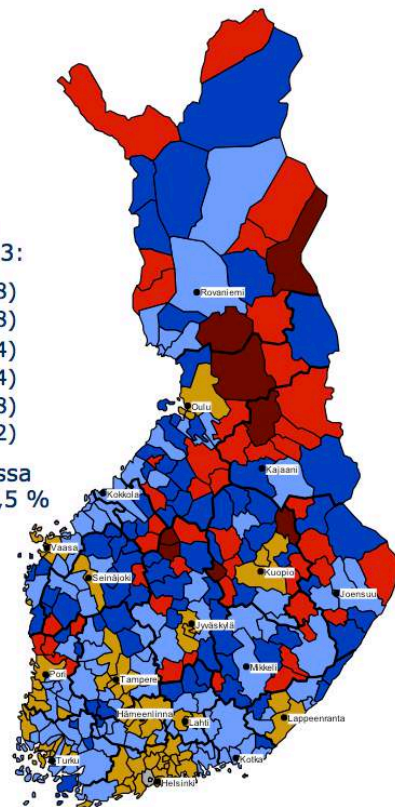 3:
3)
3)
4)
4)
3)
2)
ssa
,5 %
Rovaniemi
Oulu
Kajaani
Kokkola
Vaasa
Kuopio
Seinäjoki
Joensuu
Jyväskylä
Mikkeli
Pori
Tampere
Hämeenlinna
Lahti
Lappeenranta
Turku
Kotka
Helsinki